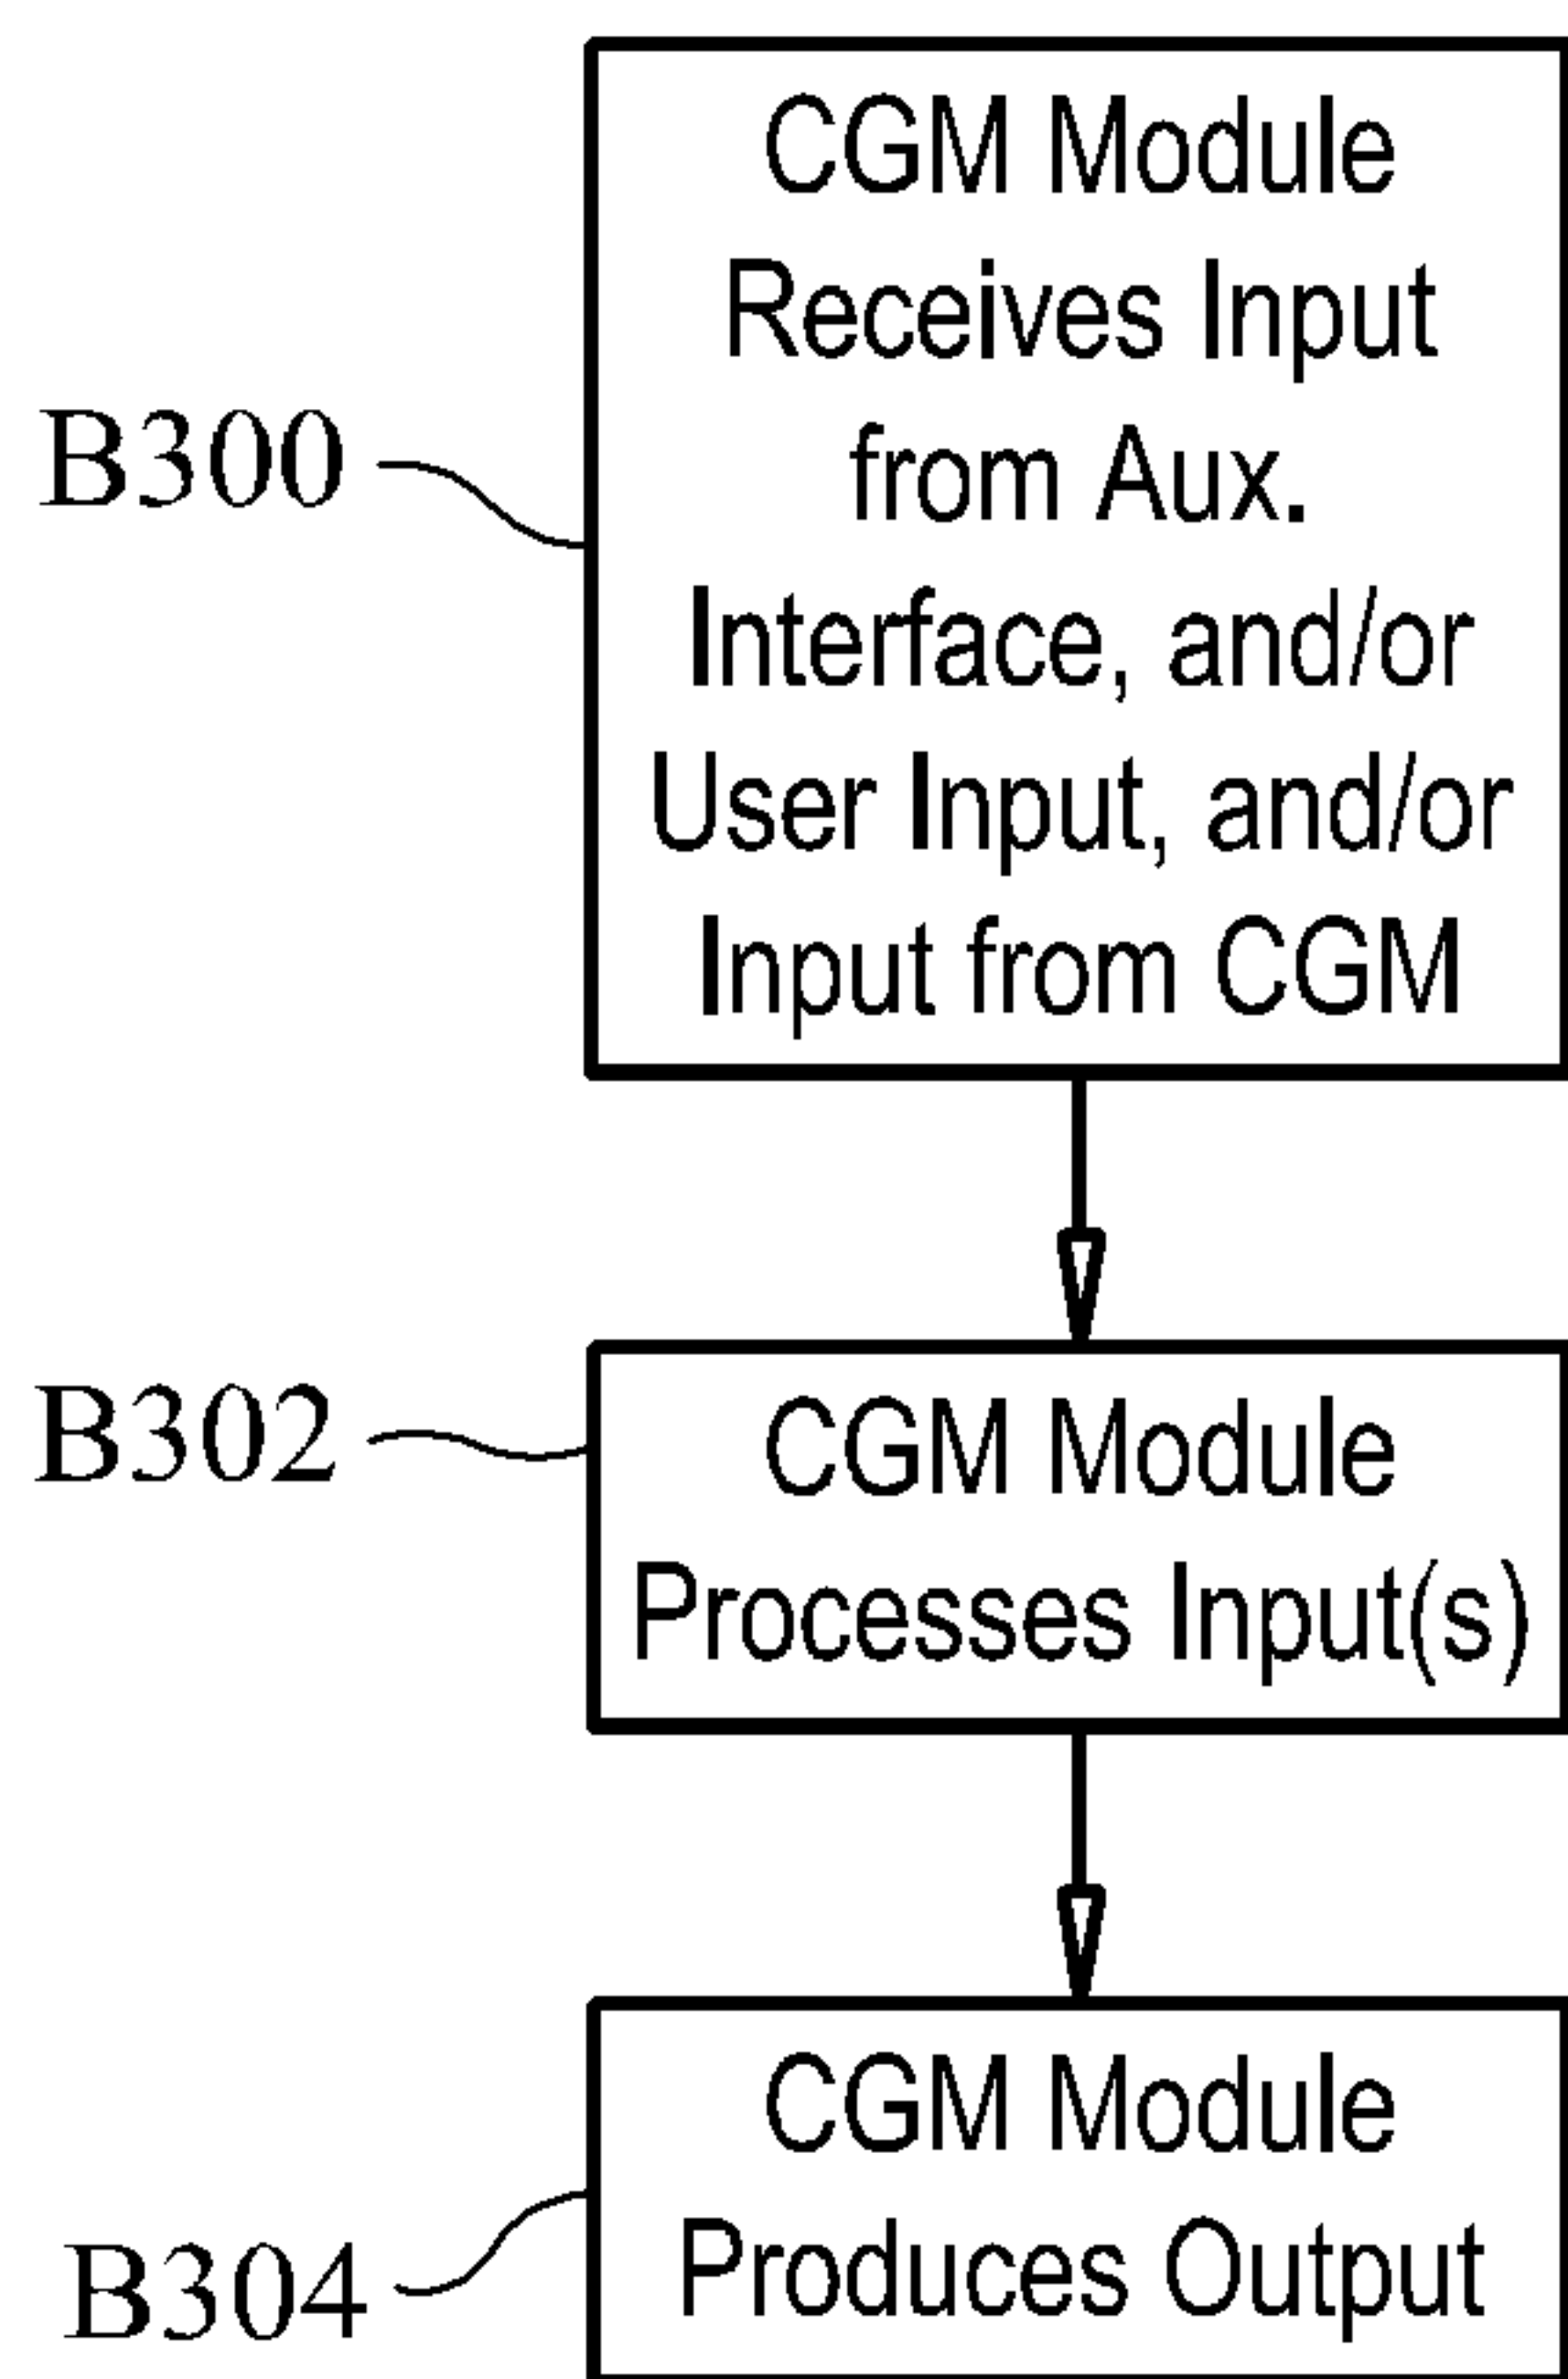 CGM Module
Receives Input
from Aux.
Interface, and/or
User Input, and/or
Input from CGM
B300
CGM Module
Processes Input(s)
B302
CGM Module
Produces Output
B304